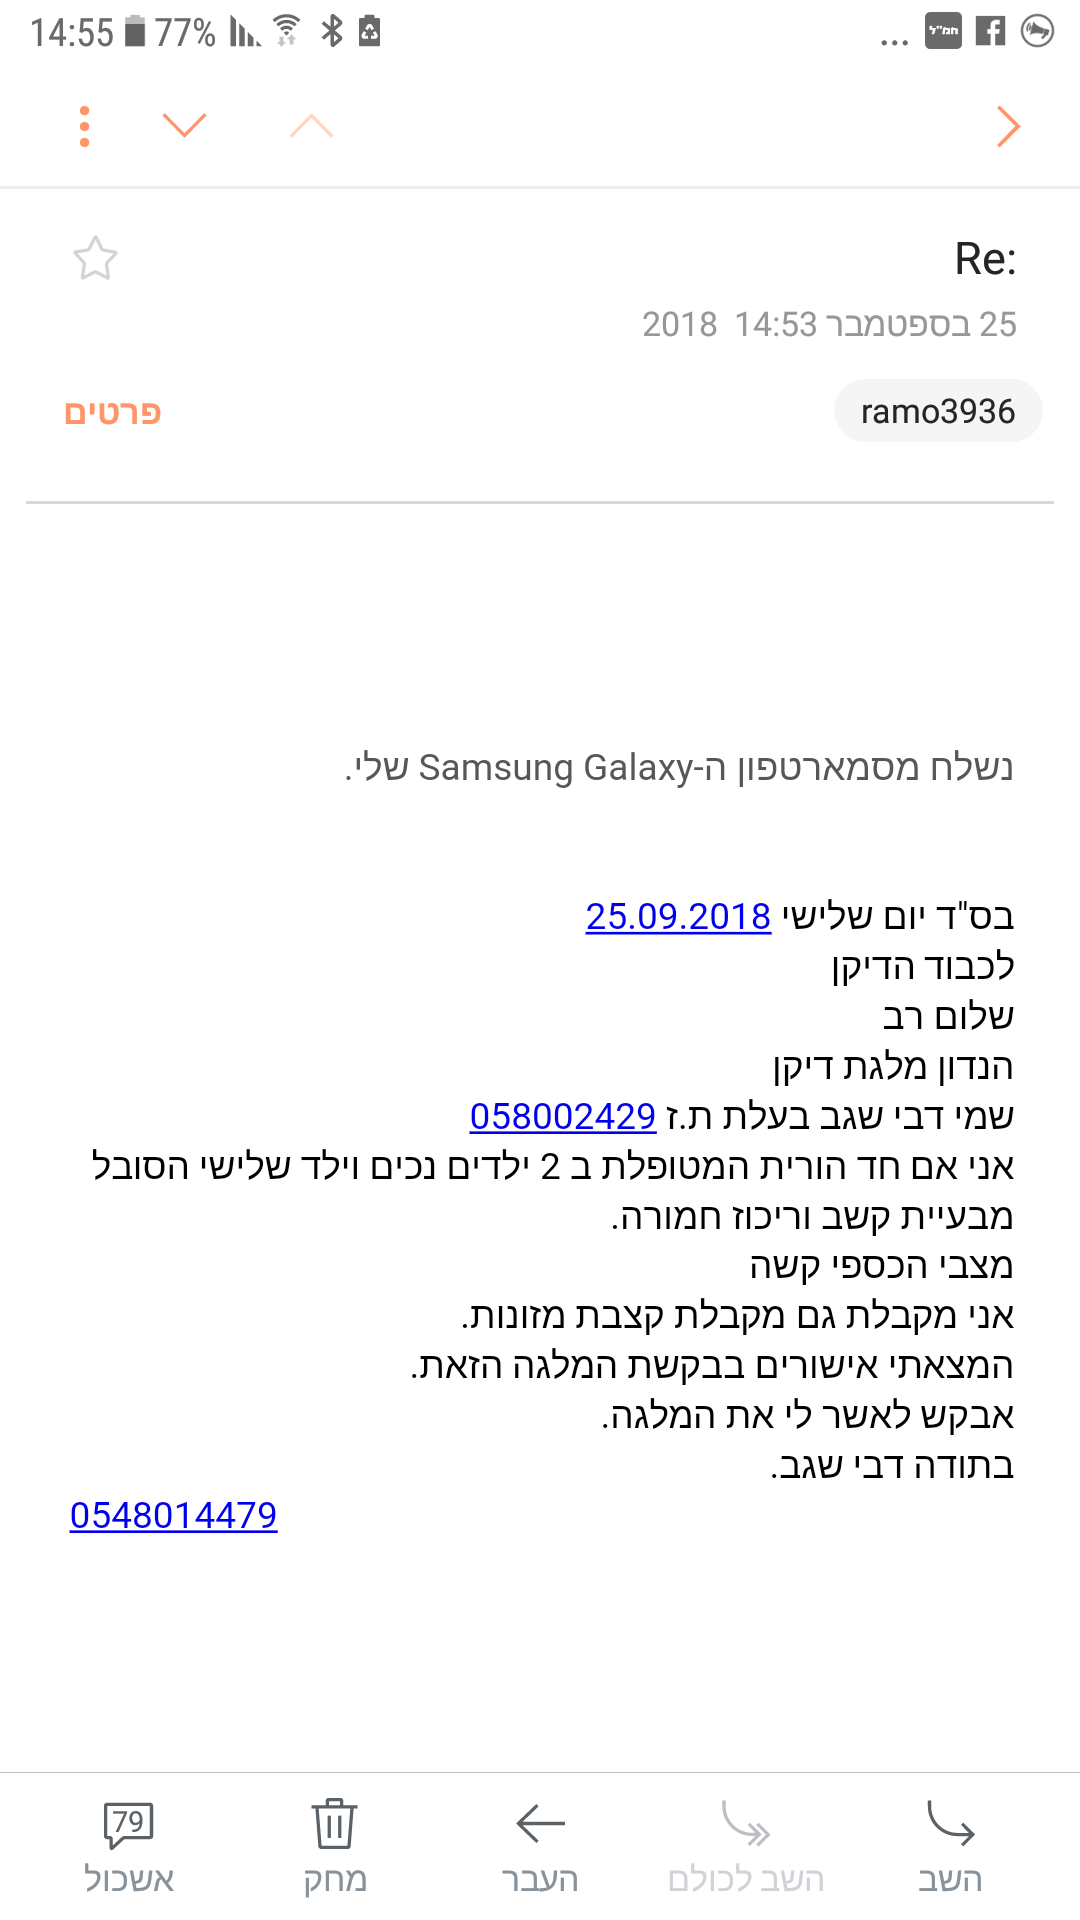 14:55 77% ... חמ"ל
Re:
25 בספטמבר 2018 14:53
ramo3936 פרטים
נשלח מסמארטפון ה-Samsung Galaxy שלי.
בס"ד יום שלישי 25.09.2018
לכבוד הדיקן
שלום רב
הנדון מלגת דיקן
שמי דבי שגב בעלת ת.ז 058002429
אני אם חד הורית המטופלת ב 2 ילדים נכים וילד שלישי הסובל
מבעיית קשב וריכוז חמורה.
מצבי הכספי קשה
אני מקבלת גם מקבלת קצבת מזונות.
המצאתי אישורים בבקשת המלגה הזאת.
אבקש לאשר לי את המלגה.
בתודה דבי שגב.
0548014479
79
השב השב לכולם העבר מחק אשכול